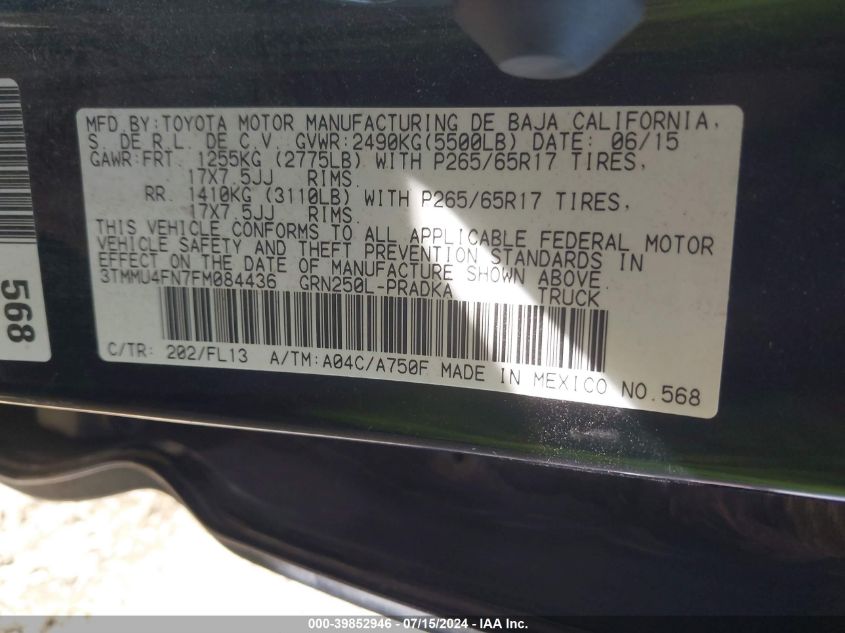 MFD.BY:TOYOTA MOTOR MANUFACTURING DE BAJA CALIFORNIA,
S. DE R.L. DE C.V. GVWR:2490KG(5500LB) DATE: 06/15
GAWR:FRT. 1255KG (2775LB) WITH P265/65R17 TIRES,
17X7.5JJ RIMS.
RR. 1410KG (3110LB) WITH P265/65R17 TIRES,
17X7.5JJ RIMS.
THIS VEHICLE CONFORMS TO ALL APPLICABLE FEDERAL MOTOR
VEHICLE SAFETY AND THEFT PREVENTION STANDARDS IN
EFFECT ON THE DATE OF MANUFACTURE SHOWN ABOVE.
3TMMU4FN7FM084436 GRN250L-PRADKA TRUCK
C/TR: 202/FL13 A/TM:A04C/A750F MADE IN MEXICO NO.568
568
000-39852946 - 07/15/2024 - IAA Inc.